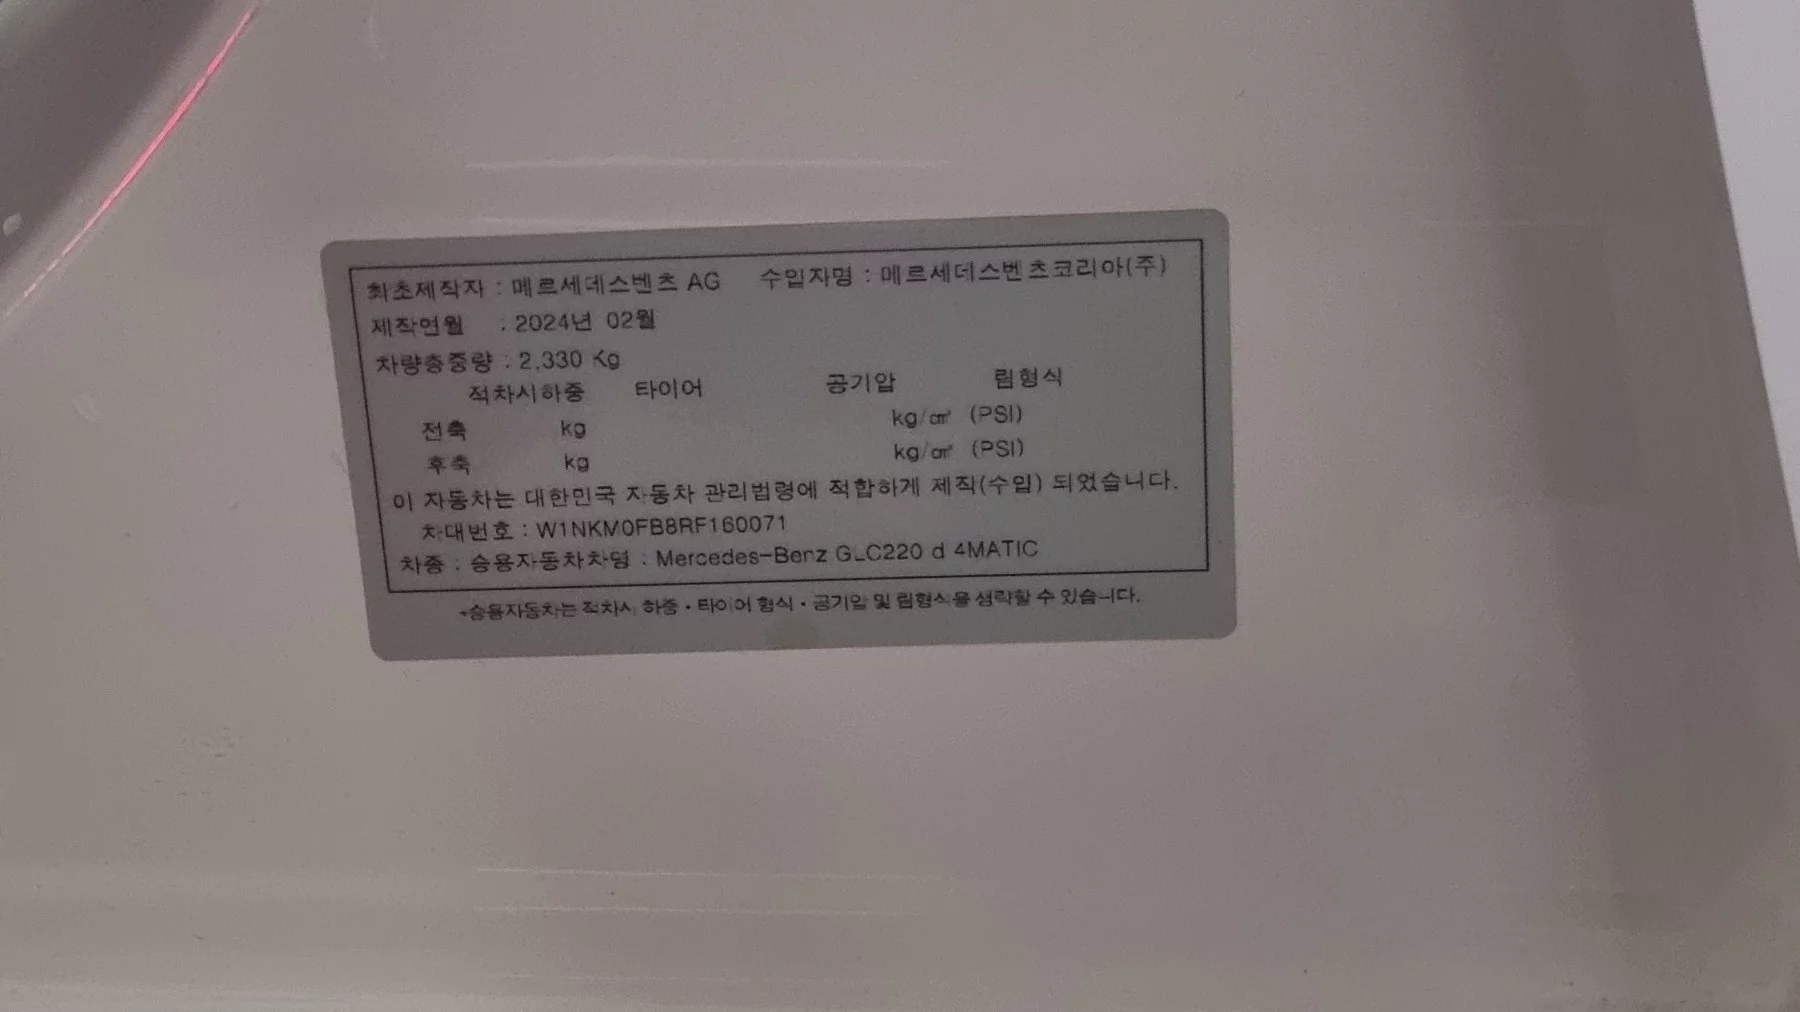 최초제작자 : 메르세데스벤츠 AG 수입자명 : 메르세데스벤츠코리아(주)
제작연월 : 2024년 02월
차량총중량 : 2,330 Kg
적차시하중 타이어 공기압 림형식
전축 kg kg/㎠ (PSI)
후축 kg kg/㎠ (PSI)
이 자동차는 대한민국 자동차 관리법령에 적합하게 제작(수입) 되었습니다.
차대번호 : W1NKM0FB8RF160071
차종 : 승용자동차차명 : Mercedes-Benz GLC220 d 4MATIC
*승용자동차는 적차시 하중·타이어 형식·공기압 및 림형식을 생략할 수 있습니다.